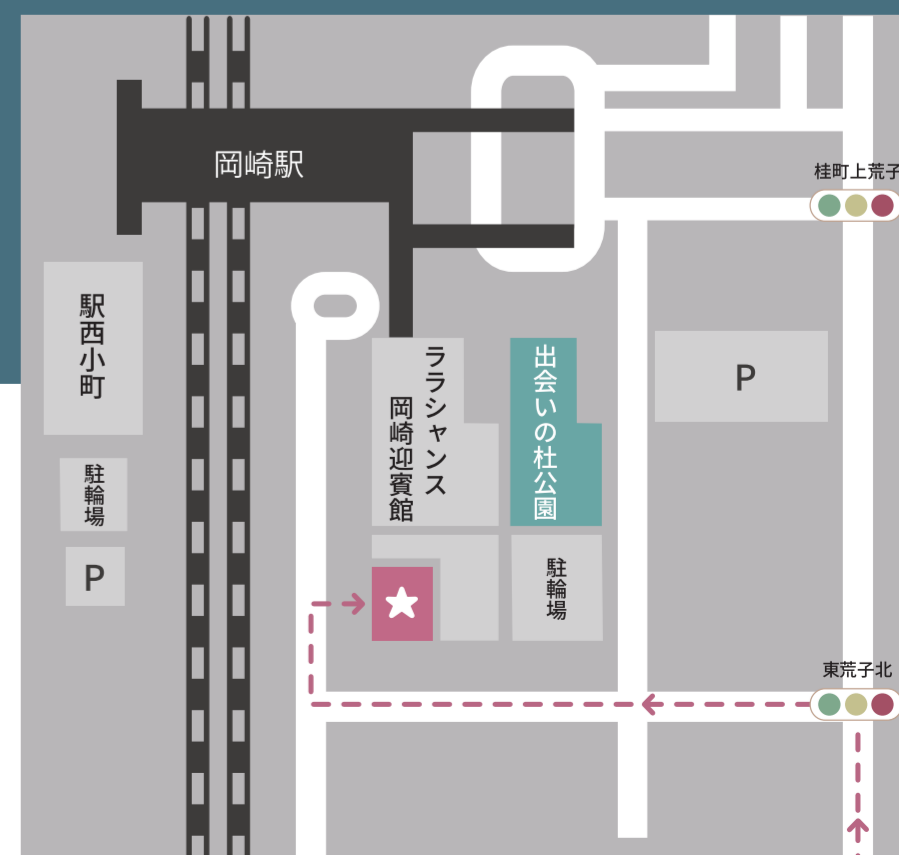 岡崎駅
桂町上荒子
駅西小町
ララシャンス
岡崎迎賓館
出会いの杜公園
P
駐輪場
P
駐輪場
東荒子北